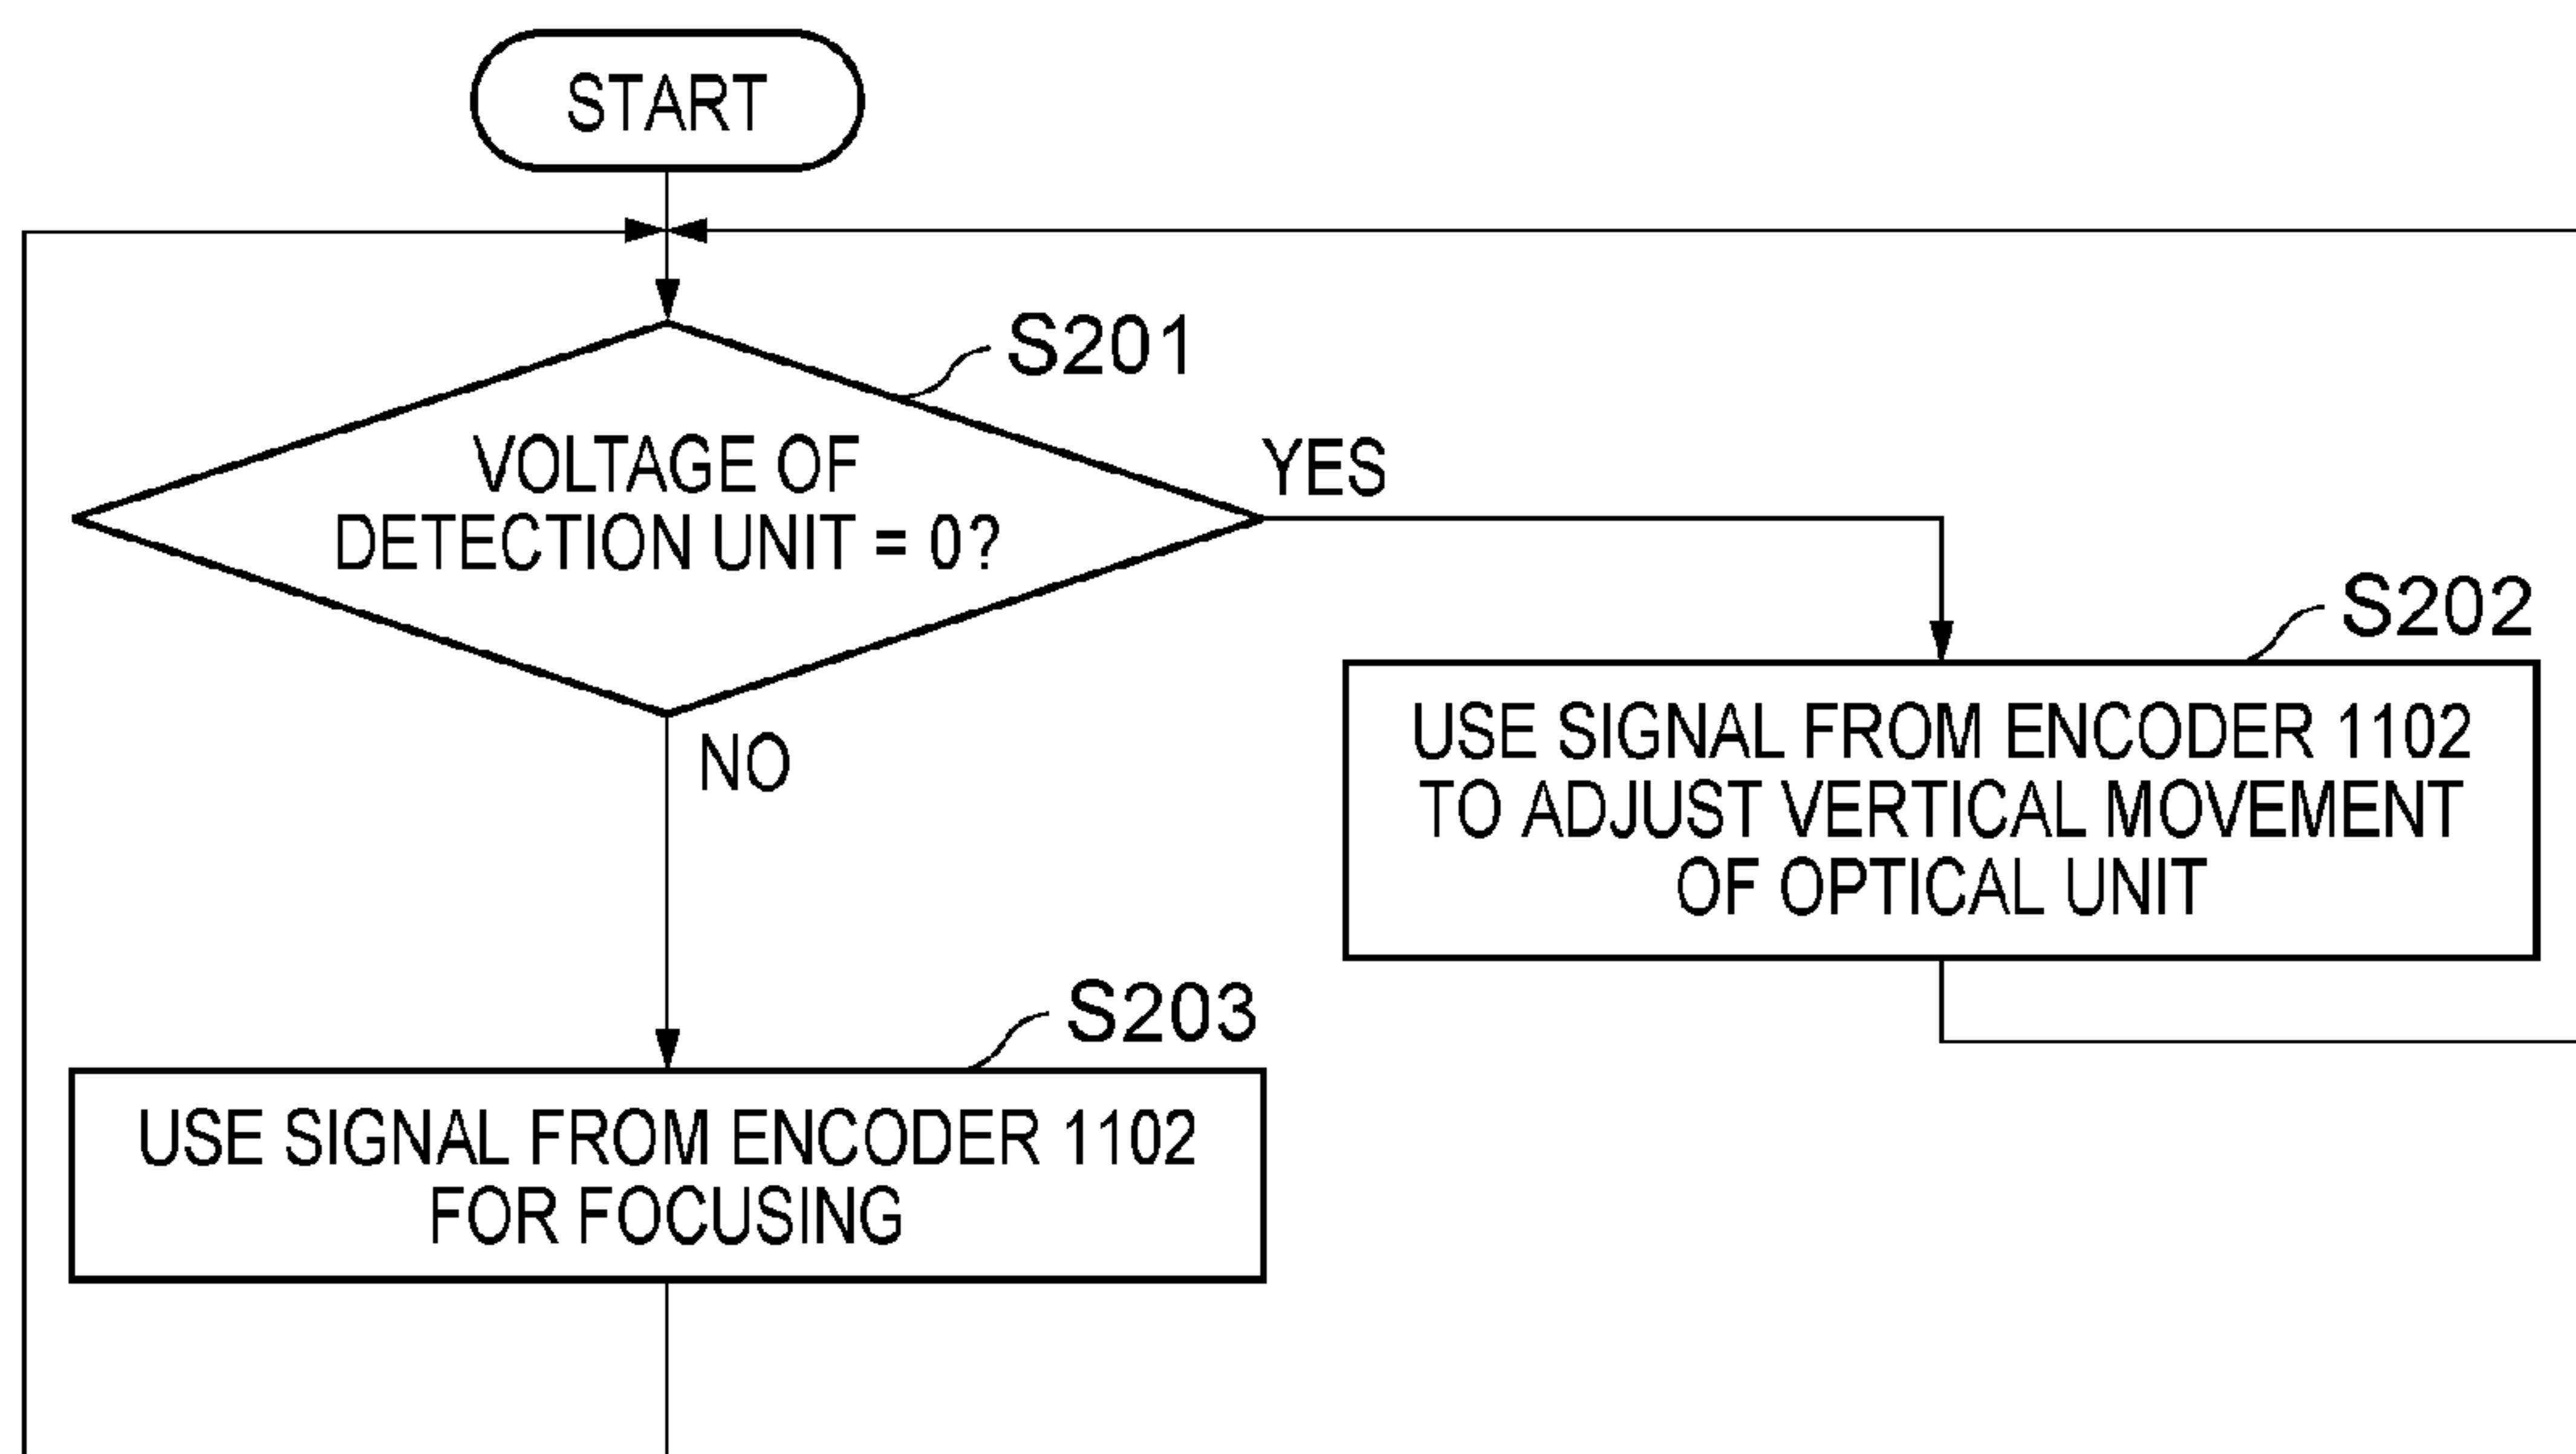 START
S201
VOLTAGE OF
DETECTION UNIT = 0?
YES
NO
S202
USE SIGNAL FROM ENCODER 1102
TO ADJUST VERTICAL MOVEMENT
OF OPTICAL UNIT
S203
USE SIGNAL FROM ENCODER 1102
FOR FOCUSING